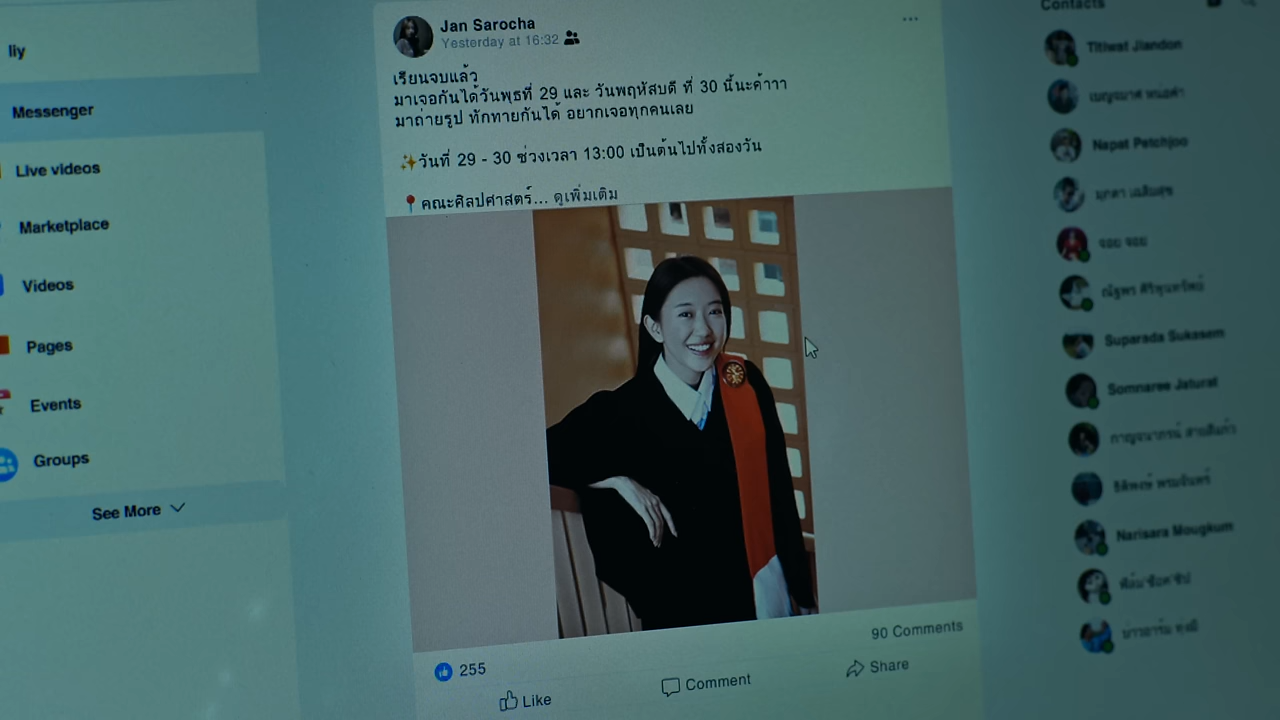 Jan Sarocha
Yesterday at 16:32
เรียนจบแล้ว
มาเจอกันได้วันพุธที่ 29 และ วันพฤหัสบดี ที่ 30 นี้นะค้าาา
มาถ่ายรูป ทักทายกันได้ อยากเจอทุกคนเลย
✨วันที่ 29 - 30 ช่วงเวลา 13:00 เป็นต้นไปทั้งสองวัน
📍คณะศิลปศาสตร์... ดูเพิ่มเติม
255
90 Comments
Like
Comment
Share
liy
Messenger
Live videos
Marketplace
Videos
Pages
Events
Groups
See More
Contacts
Titiwat Jiandon
Napat Petchjoo
จอย จอย
Suparada Sukasem
Somnaree Jaturat
Narisara Mougkum